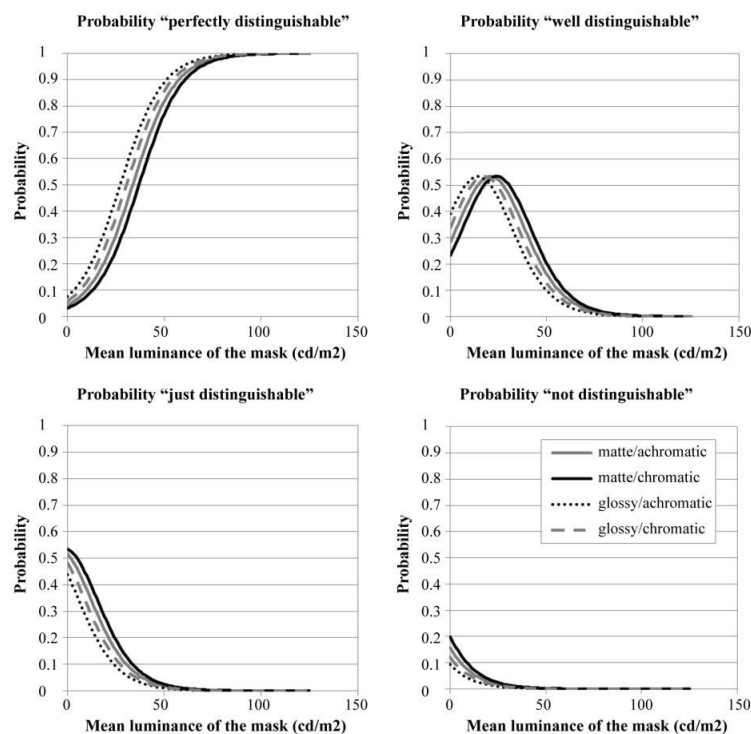 Probability “perfectly distinguishable”
1
0.9
0.8
0.7
0.6
0.5
0.4
0.3
0.2
0.1
0
Probability
0 50 100 150
Mean luminance of the mask (cd/m2)
Probability “well distinguishable”
1
0.9
0.8
0.7
0.6
0.5
0.4
0.3
0.2
0.1
0
Probability
0 50 100 150
Mean luminance of the mask (cd/m2)
Probability “just distinguishable”
1
0.9
0.8
0.7
0.6
0.5
0.4
0.3
0.2
0.1
0
Probability
0 50 100 150
Mean luminance of the mask (cd/m2)
Probability “not distinguishable”
1
0.9
0.8
0.7
0.6
0.5
0.4
0.3
0.2
0.1
0
Probability
matte/achromatic
matte/chromatic
glossy/achromatic
glossy/chromatic
0 50 100 150
Mean luminance of the mask (cd/m2)